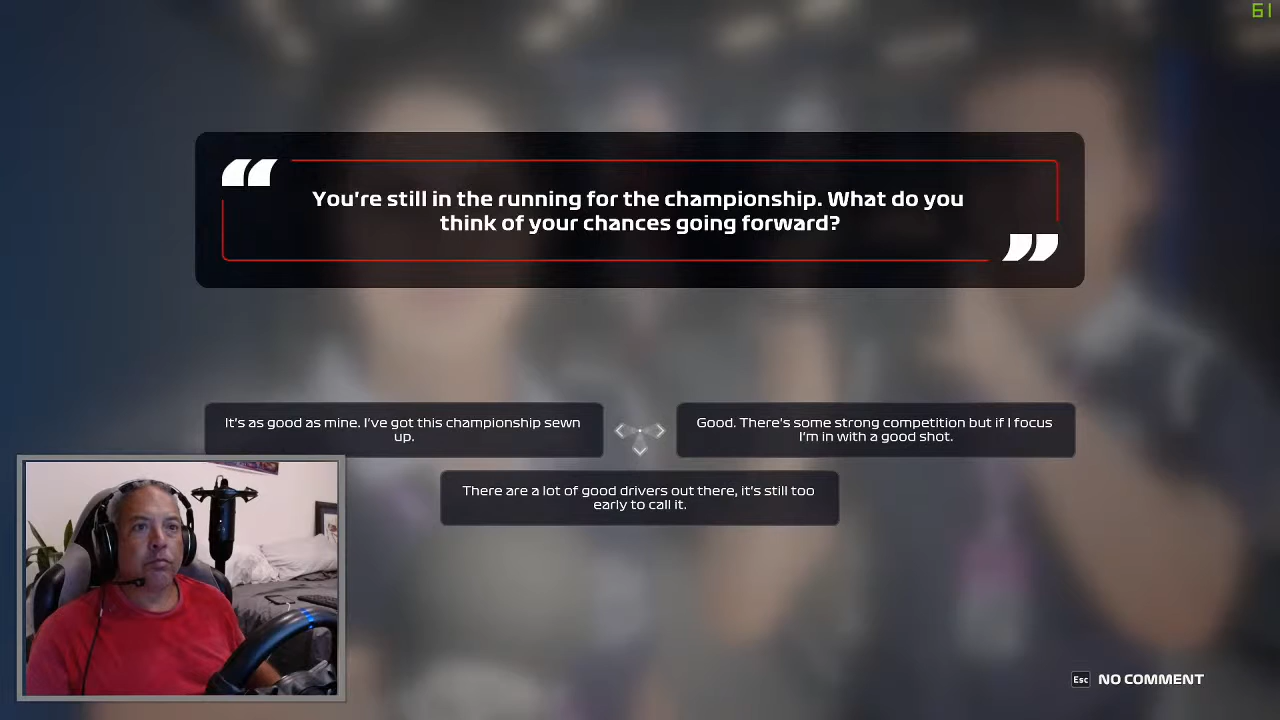 61
You're still in the running for the championship. What do you
think of your chances going forward?
It's as good as mine. I've got this championship sewn
up.
Good. There's some strong competition but if I focus
I'm in with a good shot.
There are a lot of good drivers out there, it's still too
early to call it.
Esc NO COMMENT